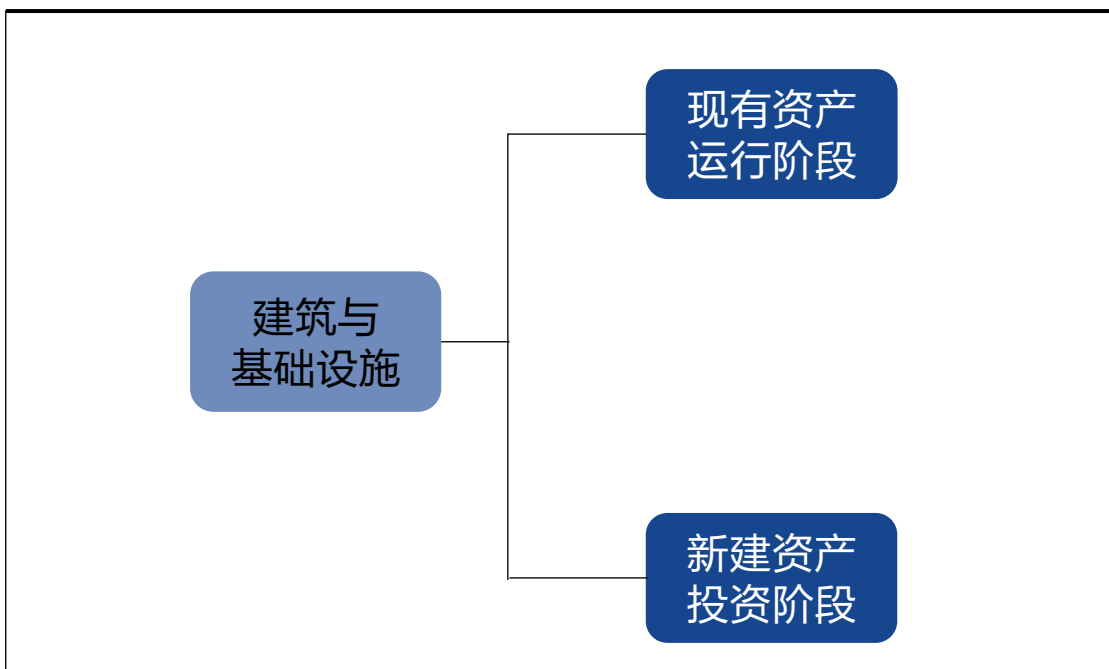 现有资产
运行阶段
建筑与
基础设施
新建资产
投资阶段